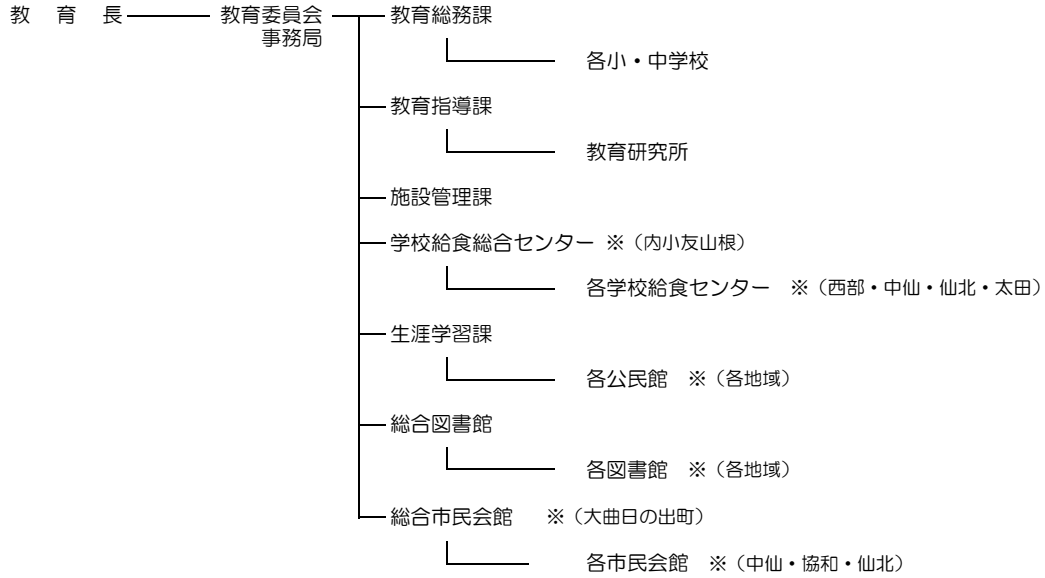 教　育　長 教育委員会 教育総務課
事務局
各小・中学校
教育指導課
教育研究所
施設管理課
学校給食総合センター ※（内小友山根）
各学校給食センター ※（西部・中仙・仙北・太田）
生涯学習課
各公民館 ※（各地域）
総合図書館
各図書館 ※（各地域）
総合市民会館 ※（大曲日の出町）
各市民会館 ※（中仙・協和・仙北）